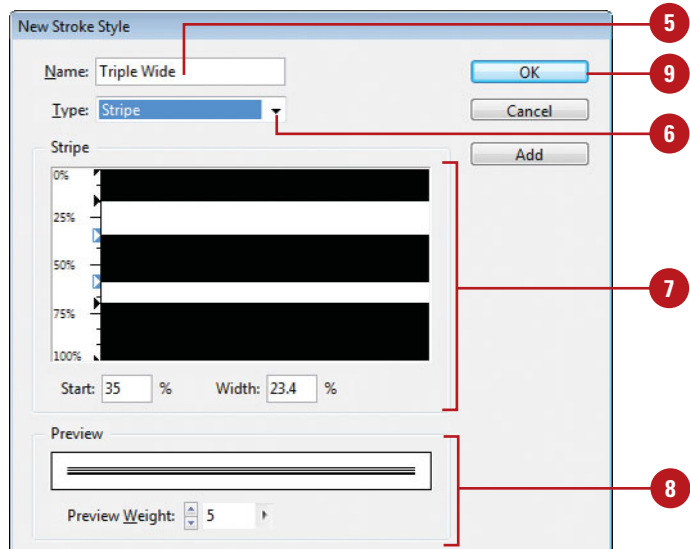 New Stroke Style
5
Name: Triple Wide
OK
9
Type: Stripe
Cancel
6
Stripe
Add
0%
25%
50%
7
75%
100%
Start: 35 % Width: 23.4 %
Preview
8
Preview Weight: 5